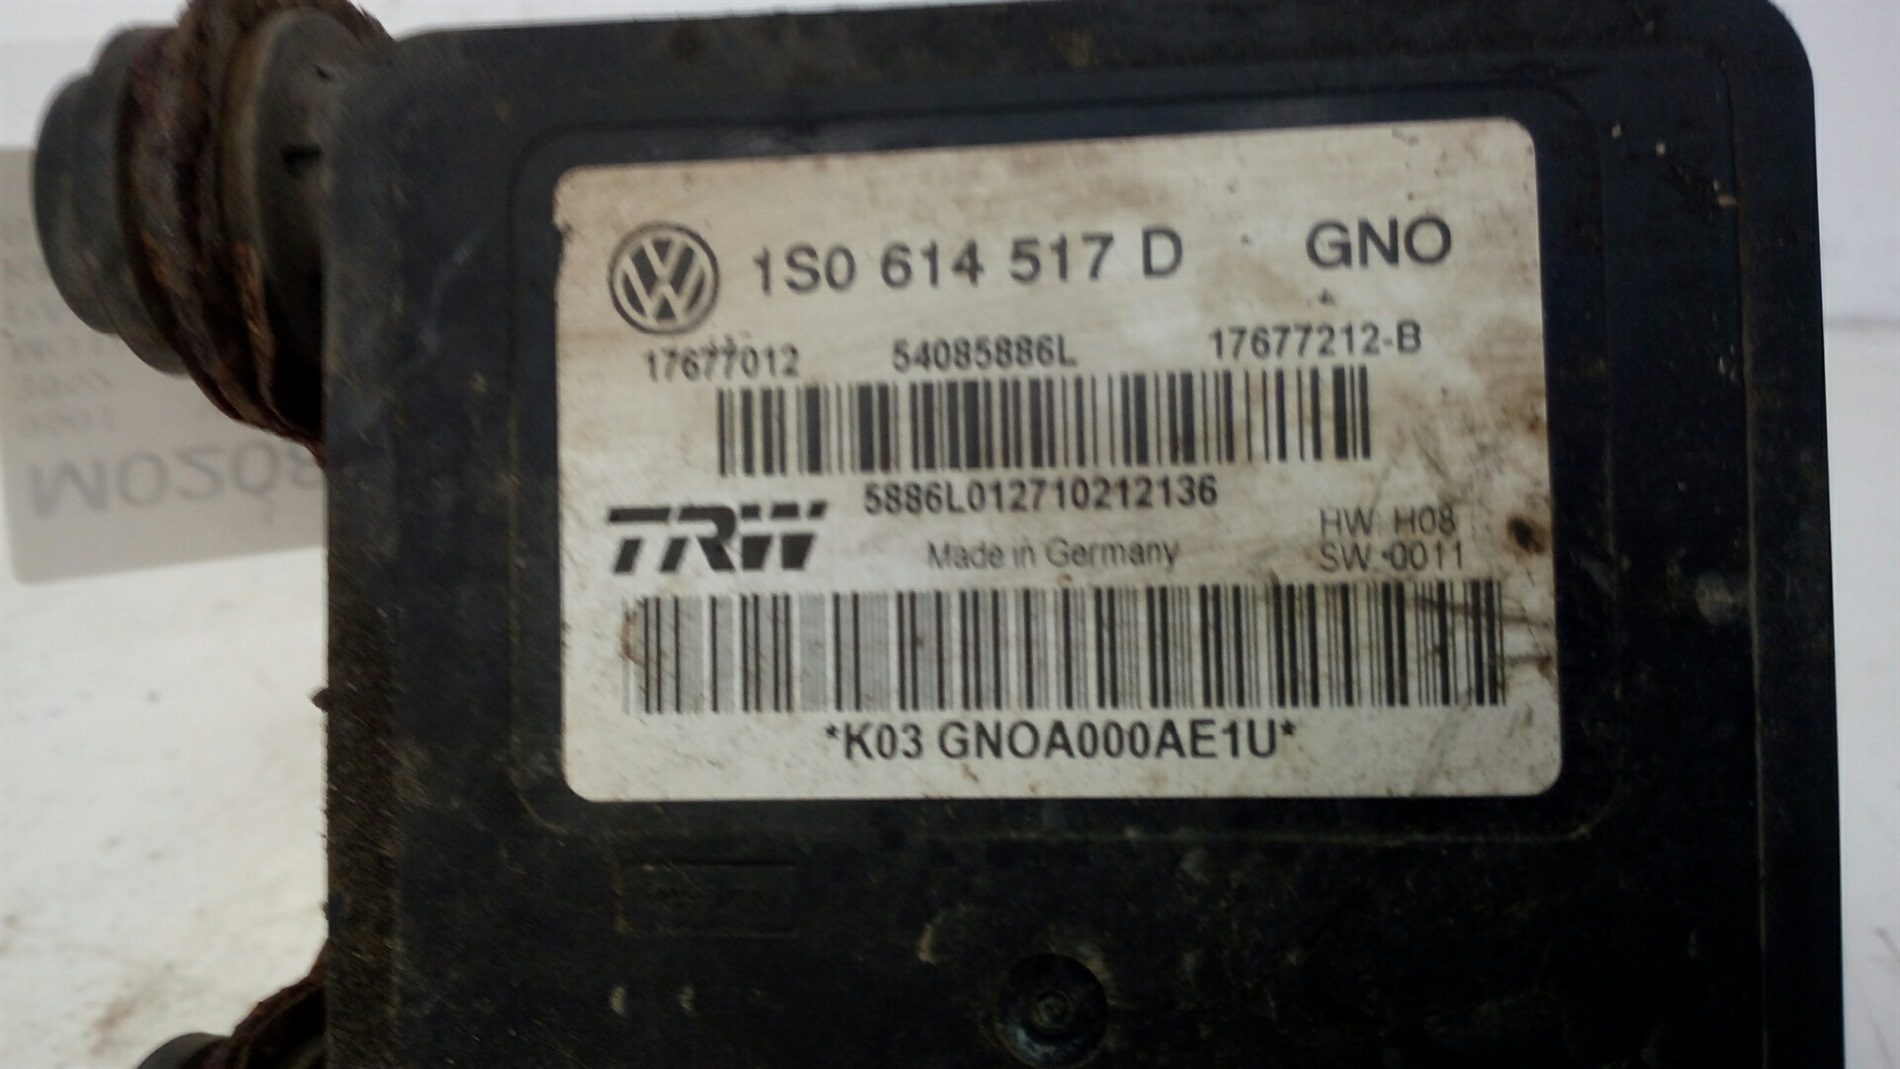 1S0 614 517 D GNO
17677012 54085886L 17677212-B
5886L012710212136
TRW Made in Germany HW: H08
SW:0011
*K03 GNOA000AE1U*